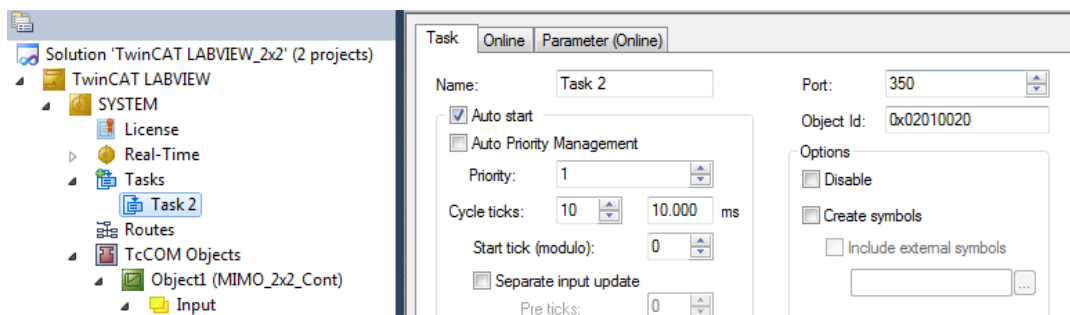 Solution 'TwinCAT LABVIEW_2x2' (2 projects)
TwinCAT LABVIEW
SYSTEM
License
Real-Time
Tasks
Task 2
Routes
TcCOM Objects
Object1 (MIMO_2x2_Cont)
Input
Task Online Parameter (Online)
Name: Task 2
Auto start
Auto Priority Management
Priority: 1
Cycle ticks: 10 10.000 ms
Start tick (modulo): 0
Separate input update
Pre ticks: 0
Port: 350
Object Id: 0x02010020
Options
Disable
Create symbols
Include external symbols
...